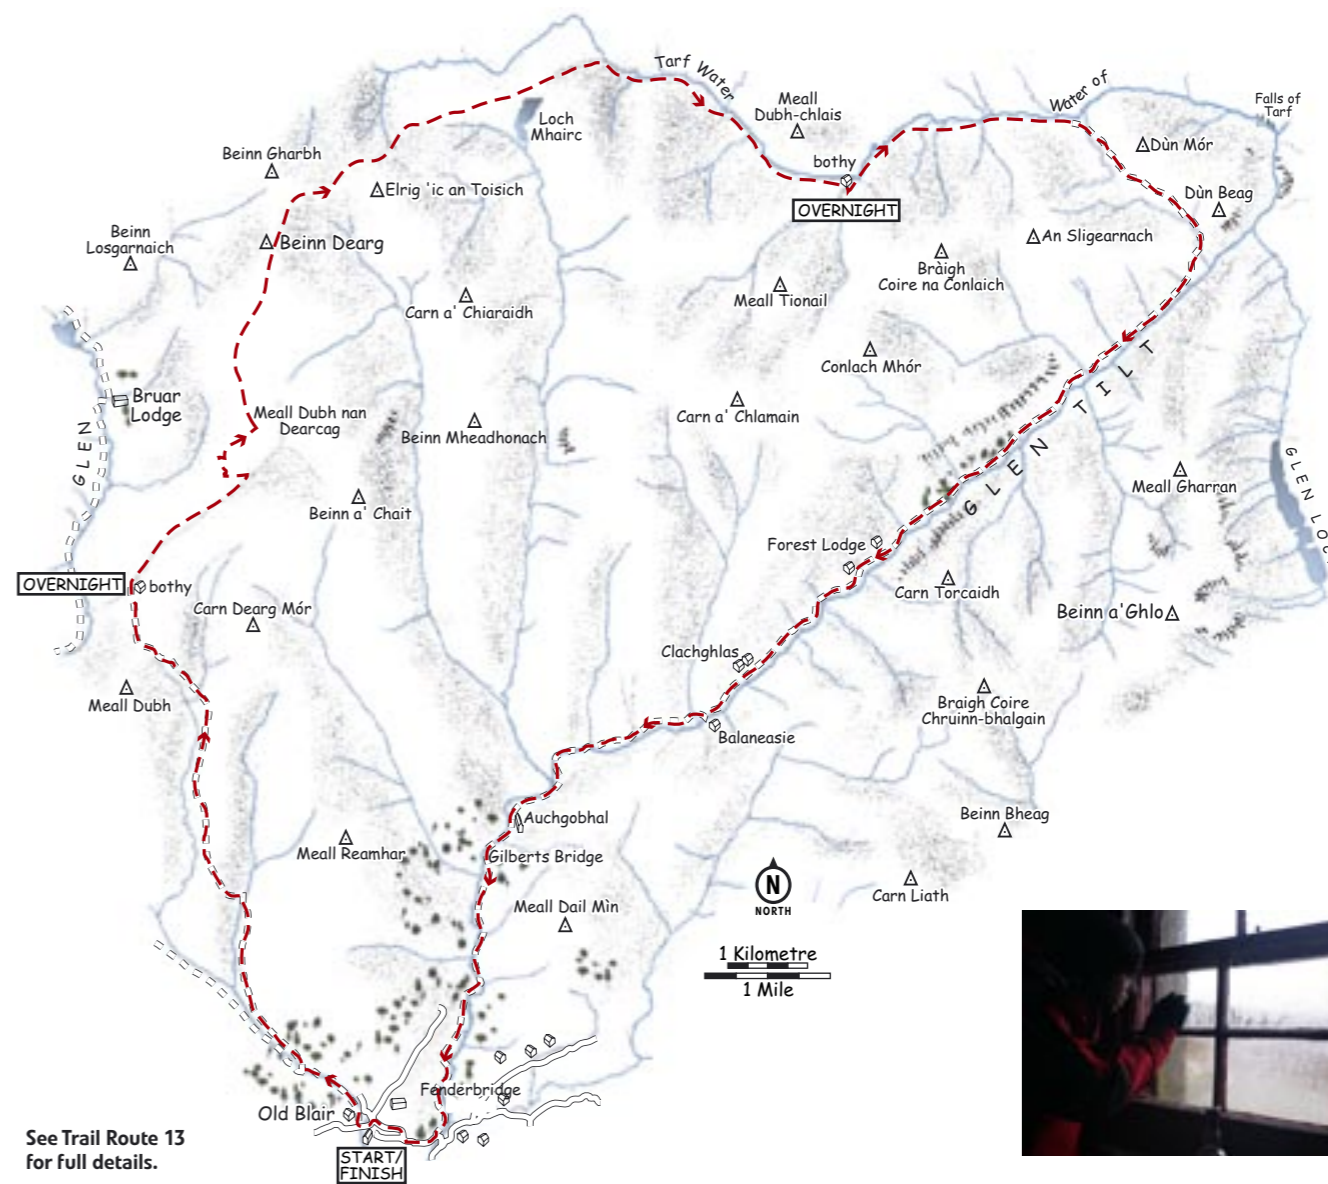 Tarf Water
Water of
Falls of
Tarf
Meall
Dubh-chlais
Loch
Mhairc
Dùn Mór
Beinn Gharbh
bothy
Elrig 'ic an Toisich
Dùn Beag
OVERNIGHT
Beinn
Losgarnaich
Beinn Dearg
An Sligearnach
Bràigh
Coire na Conlaich
Meall Tionail
Carn a' Chiaraidh
Conlach Mhór
GLEN TILT
Bruar
Lodge
Carn a' Chlamain
Meall Dubh nan
Dearcag
Beinn Mheadhonach
GLEN
GLEN LOC
Meall Gharran
Beinn a' Chait
Forest Lodge
OVERNIGHT
bothy
Carn Torcaidh
Carn Dearg Mór
Beinn a'Ghlo
Clachghlas
Meall Dubh
Braigh Coire
Chruinn-bhalgain
Balaneasie
Auchgobhal
Beinn Bheag
Meall Reamhar
Gilberts Bridge
N
NORTH
Carn Liath
Meall Dail Mìn
1 Kilometre
1 Mile
Fenderbridge
Old Blair
START/
FINISH
See Trail Route 13
for full details.